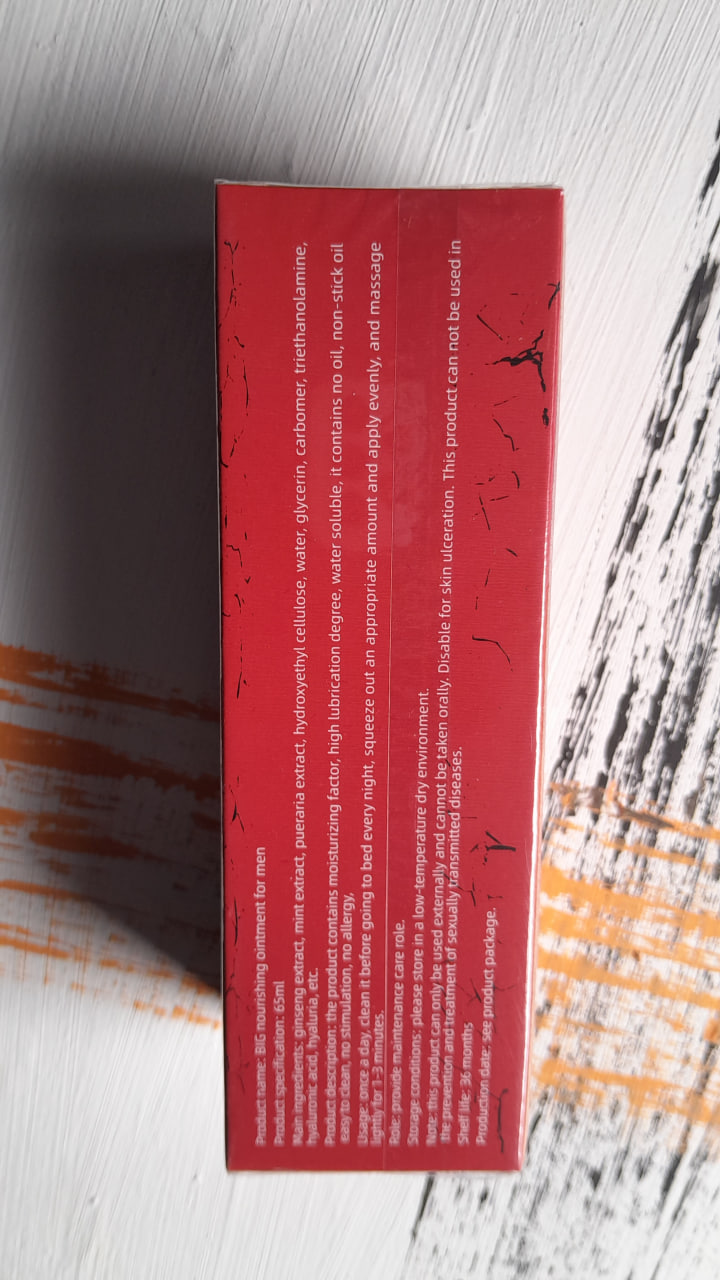 Product name: BIG nourishing ointment for men
Product specification: 65ml
Main ingredients: ginseng extract, mint extract, pueraria extract, hydroxyethyl cellulose, water, glycerin, carbomer, triethanolamine,
hyaluronic acid, hyaluria, etc.
Product description: the product contains moisturizing factor, high lubrication degree, water soluble, it contains no oil, non-stick oil
easy to clean, no stimulation, no allergy,
Usage: once a day, clean it before going to bed every night, squeeze out an appropriate amount and apply evenly, and massage
lightly for 1-3 minutes.
Role: provide maintenance care role.
Storage conditions: please store in a low-temperature dry environment.
Note: this product can only be used externally and cannot be taken orally. Disable for skin ulceration. This product can not be used in
the prevention and treatment of sexually transmitted diseases.
Shelf life: 36 months
Production date: see product package.